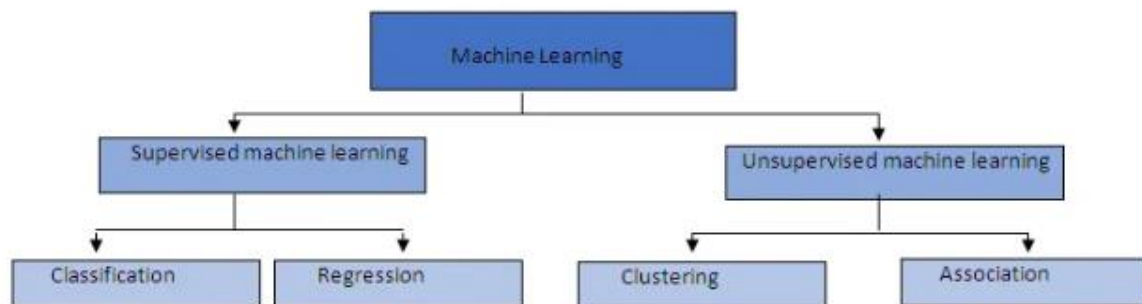 Machine Learning
Supervised machine learning
Unsupervised machine learning
Classification
Regression
Clustering
Association